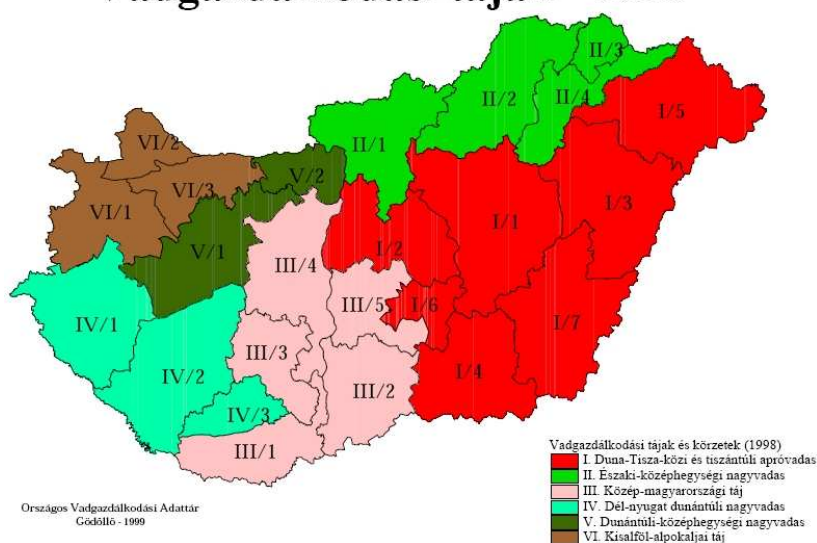 VI/2
II/3
II/2
II/4
I/5
II/1
V/2
VI/3
VI/1
I/3
I/1
V/1
I/2
III/4
III/5
I/6
IV/1
I/7
III/3
IV/2
I/4
III/2
IV/3
III/1
Vadgazdálkodási tájak és körzetek (1998)
I. Duna-Tisza-közi és tiszántúli apróvadas
II. Északi-középhegységi nagyvadas
III. Közép-magyarországi táj
IV. Dél-nyugat dunántúli nagyvadas
V. Dunántúli-középhegységi nagyvadas
VI. Kisalföl-alpokaljai táj
Országos Vadgazdálkodási Adattár
Gödöllő - 1999